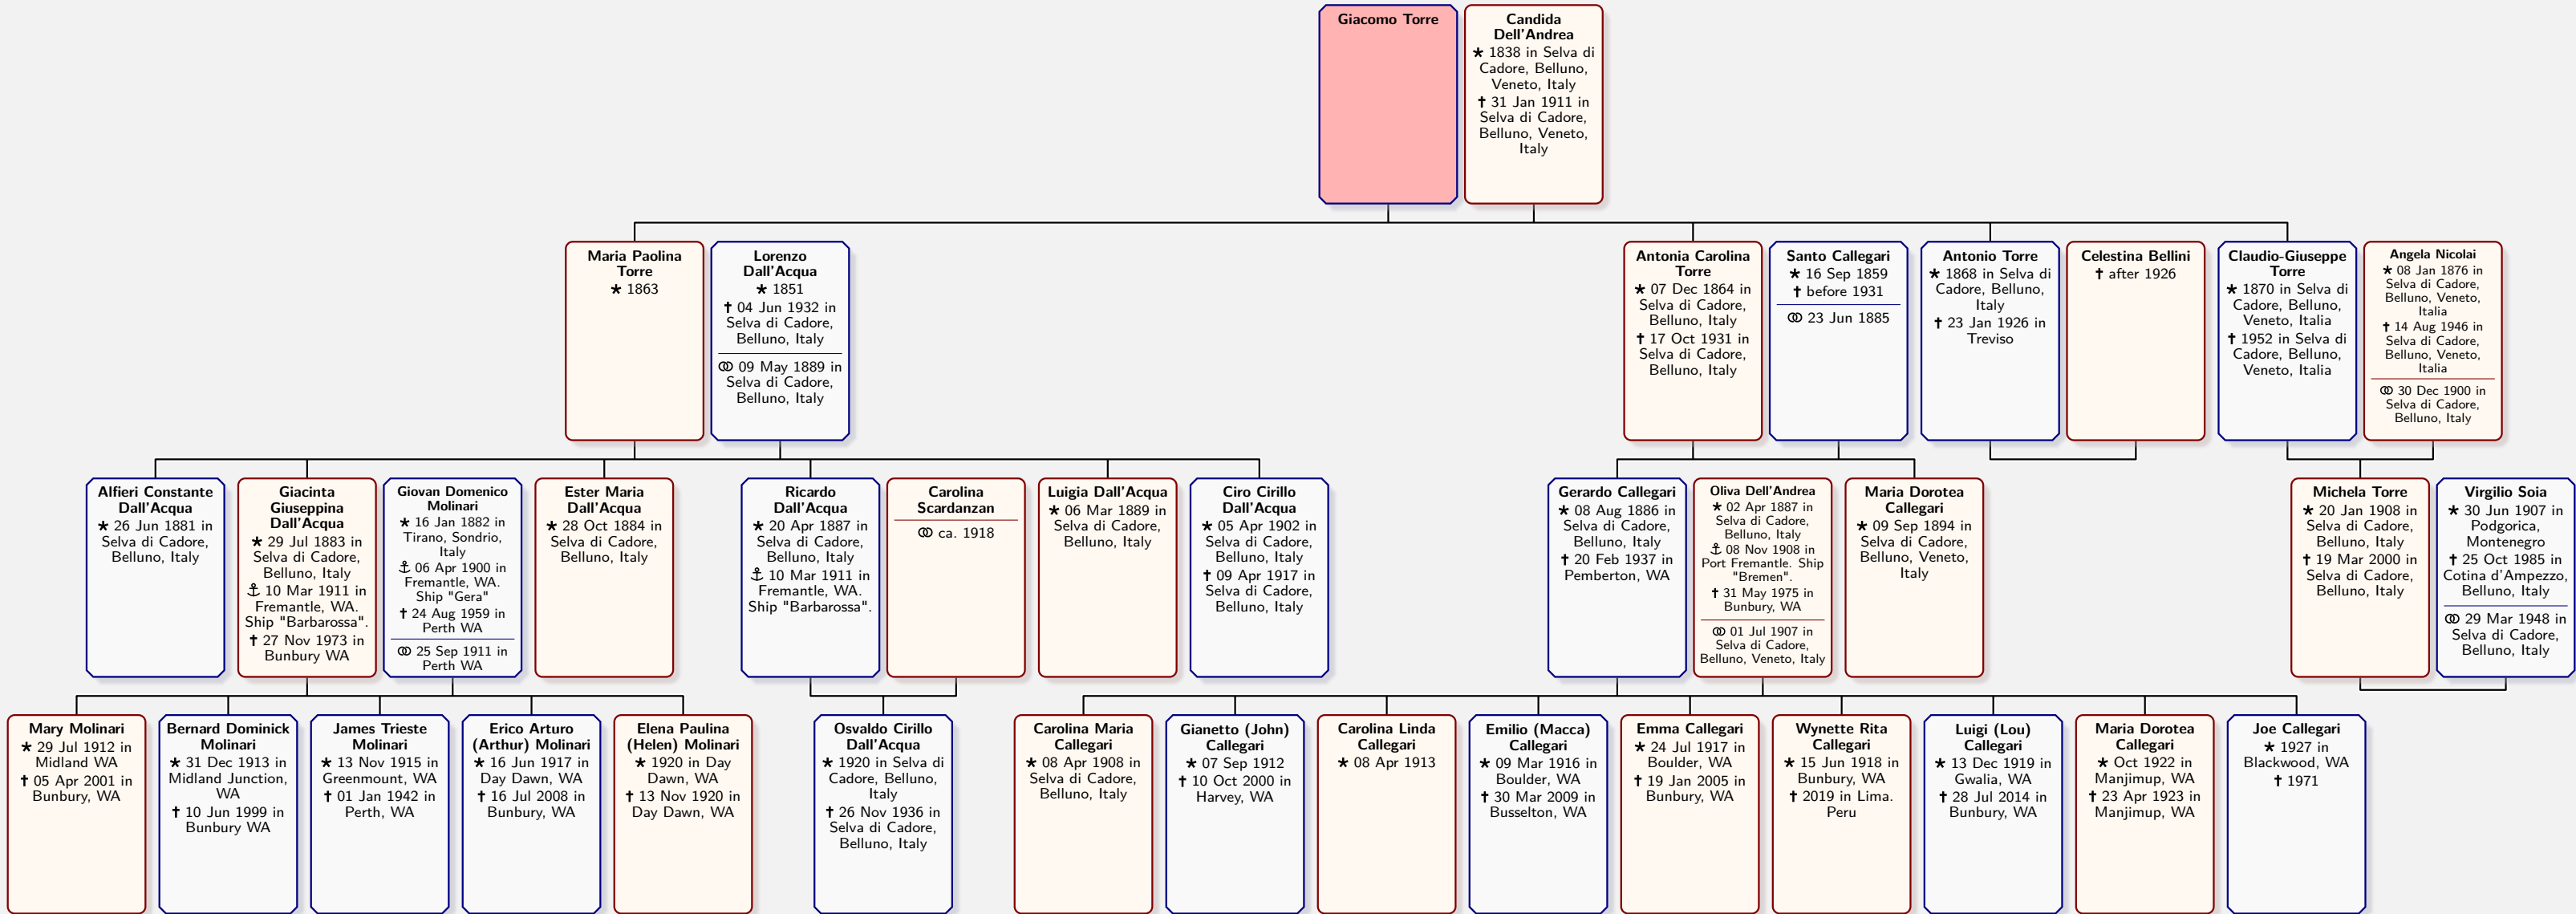 Giacomo Torre
Candida
Dell'Andrea
★ 1838 in Selva di
Cadore, Belluno,
Veneto, Italy
✝ 31 Jan 1911 in
Selva di Cadore,
Belluno, Veneto,
Italy
Maria Paolina
Torre
★ 1863
Lorenzo
Dall'Acqua
★ 1851
✝ 04 Jun 1932 in
Selva di Cadore,
Belluno, Italy
⚭ 09 May 1889 in
Selva di Cadore,
Belluno, Italy
Antonia Carolina
Torre
★ 07 Dec 1864 in
Selva di Cadore,
Belluno, Italy
✝ 17 Oct 1931 in
Selva di Cadore,
Belluno, Italy
Santo Callegari
★ 16 Sep 1859
✝ before 1931
⚭ 23 Jun 1885
Antonio Torre
★ 1868 in Selva di
Cadore, Belluno,
Italy
✝ 23 Jan 1926 in
Treviso
Celestina Bellini
✝ after 1926
Claudio-Giuseppe
Torre
★ 1870 in Selva di
Cadore, Belluno,
Veneto, Italia
✝ 1952 in Selva di
Cadore, Belluno,
Veneto, Italia
Angela Nicolai
★ 08 Jan 1876 in
Selva di Cadore,
Belluno, Veneto,
Italia
✝ 14 Aug 1946 in
Selva di Cadore,
Belluno, Veneto,
Italia
⚭ 30 Dec 1900 in
Selva di Cadore,
Belluno, Italy
Alfieri Constante
Dall'Acqua
★ 26 Jun 1881 in
Selva di Cadore,
Belluno, Italy
Giacinta
Giuseppina
Dall'Acqua
★ 29 Jul 1883 in
Selva di Cadore,
Belluno, Italy
⚓ 10 Mar 1911 in
Fremantle, WA.
Ship "Barbarossa".
✝ 27 Nov 1973 in
Bunbury WA
Giovan Domenico
Molinari
★ 16 Jan 1882 in
Tirano, Sondrio,
Italy
⚓ 06 Apr 1900 in
Fremantle, WA.
Ship "Gera"
✝ 24 Aug 1959 in
Perth WA
⚭ 25 Sep 1911 in
Perth WA
Ester Maria
Dall'Acqua
★ 28 Oct 1884 in
Selva di Cadore,
Belluno, Italy
Ricardo
Dall'Acqua
★ 20 Apr 1887 in
Selva di Cadore,
Belluno, Italy
⚓ 10 Mar 1911 in
Fremantle, WA.
Ship "Barbarossa".
Carolina
Scardanzan
⚭ ca. 1918
Luigia Dall'Acqua
★ 06 Mar 1889 in
Selva di Cadore,
Belluno, Italy
Ciro Cirillo
Dall'Acqua
★ 05 Apr 1902 in
Selva di Cadore,
Belluno, Italy
✝ 09 Apr 1917 in
Selva di Cadore,
Belluno, Italy
Gerardo Callegari
★ 08 Aug 1886 in
Selva di Cadore,
Belluno, Italy
✝ 20 Feb 1937 in
Pemberton, WA
Oliva Dell'Andrea
★ 02 Apr 1887 in
Selva di Cadore,
Belluno, Italy
⚓ 08 Nov 1908 in
Port Fremantle. Ship
"Bremen".
✝ 31 May 1975 in
Bunbury, WA
⚭ 01 Jul 1907 in
Selva di Cadore,
Belluno, Veneto, Italy
Maria Dorotea
Callegari
★ 09 Sep 1894 in
Selva di Cadore,
Belluno, Veneto,
Italy
Michela Torre
★ 20 Jan 1908 in
Selva di Cadore,
Belluno, Italy
✝ 19 Mar 2000 in
Selva di Cadore,
Belluno, Italy
Virgilio Soia
★ 30 Jun 1907 in
Podgorica,
Montenegro
✝ 25 Oct 1985 in
Cotina d'Ampezzo,
Belluno, Italy
⚭ 29 Mar 1948 in
Selva di Cadore,
Belluno, Italy
Mary Molinari
★ 29 Jul 1912 in
Midland WA
✝ 05 Apr 2001 in
Bunbury, WA
Bernard Dominick
Molinari
★ 31 Dec 1913 in
Midland Junction,
WA
✝ 10 Jun 1999 in
Bunbury WA
James Trieste
Molinari
★ 13 Nov 1915 in
Greenmount, WA
✝ 01 Jan 1942 in
Perth, WA
Erico Arturo
(Arthur) Molinari
★ 16 Jun 1917 in
Day Dawn, WA
✝ 16 Jul 2008 in
Bunbury, WA
Elena Paulina
(Helen) Molinari
★ 1920 in Day
Dawn, WA
✝ 13 Nov 1920 in
Day Dawn, WA
Osvaldo Cirillo
Dall'Acqua
★ 1920 in Selva di
Cadore, Belluno,
Italy
✝ 26 Nov 1936 in
Selva di Cadore,
Belluno, Italy
Carolina Maria
Callegari
★ 08 Apr 1908 in
Selva di Cadore,
Belluno, Italy
Gianetto (John)
Callegari
★ 07 Sep 1912
✝ 10 Oct 2000 in
Harvey, WA
Carolina Linda
Callegari
★ 08 Apr 1913
Emilio (Macca)
Callegari
★ 09 Mar 1916 in
Boulder, WA
✝ 30 Mar 2009 in
Busselton, WA
Emma Callegari
★ 24 Jul 1917 in
Boulder, WA
✝ 19 Jan 2005 in
Bunbury, WA
Wynette Rita
Callegari
★ 15 Jun 1918 in
Bunbury, WA
✝ 2019 in Lima.
Peru
Luigi (Lou)
Callegari
★ 13 Dec 1919 in
Gwalia, WA
✝ 28 Jul 2014 in
Bunbury, WA
Maria Dorotea
Callegari
★ Oct 1922 in
Manjimup, WA
✝ 23 Apr 1923 in
Manjimup, WA
Joe Callegari
★ 1927 in
Blackwood, WA
✝ 1971